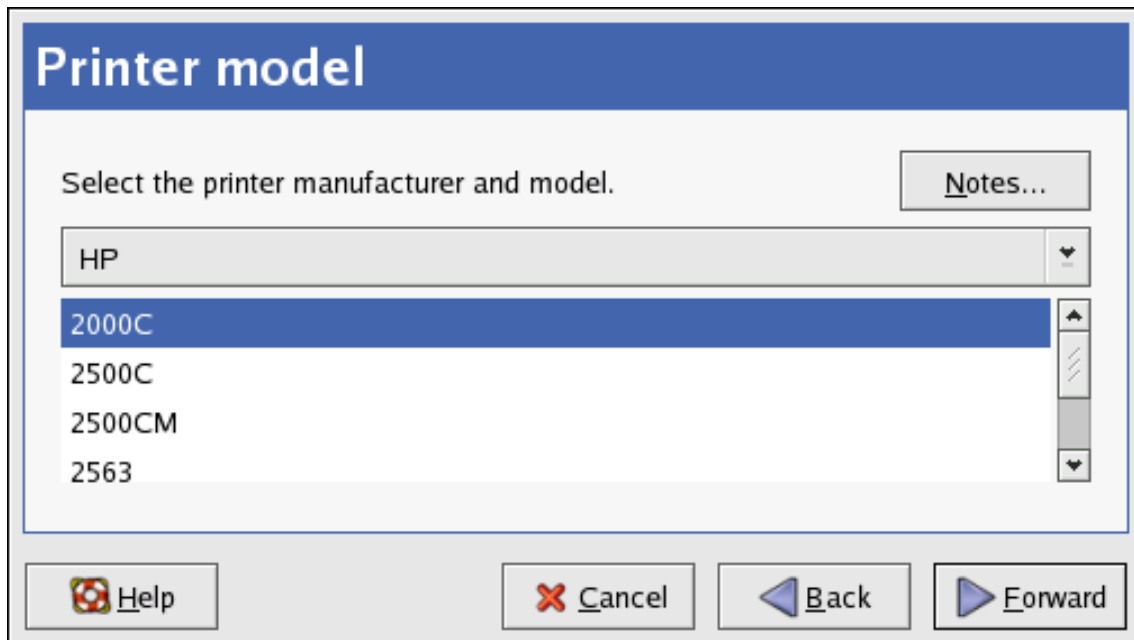 Printer model
Select the printer manufacturer and model.
Notes...
HP
2000C
2500C
2500CM
2563
Help
Cancel
Back
Forward